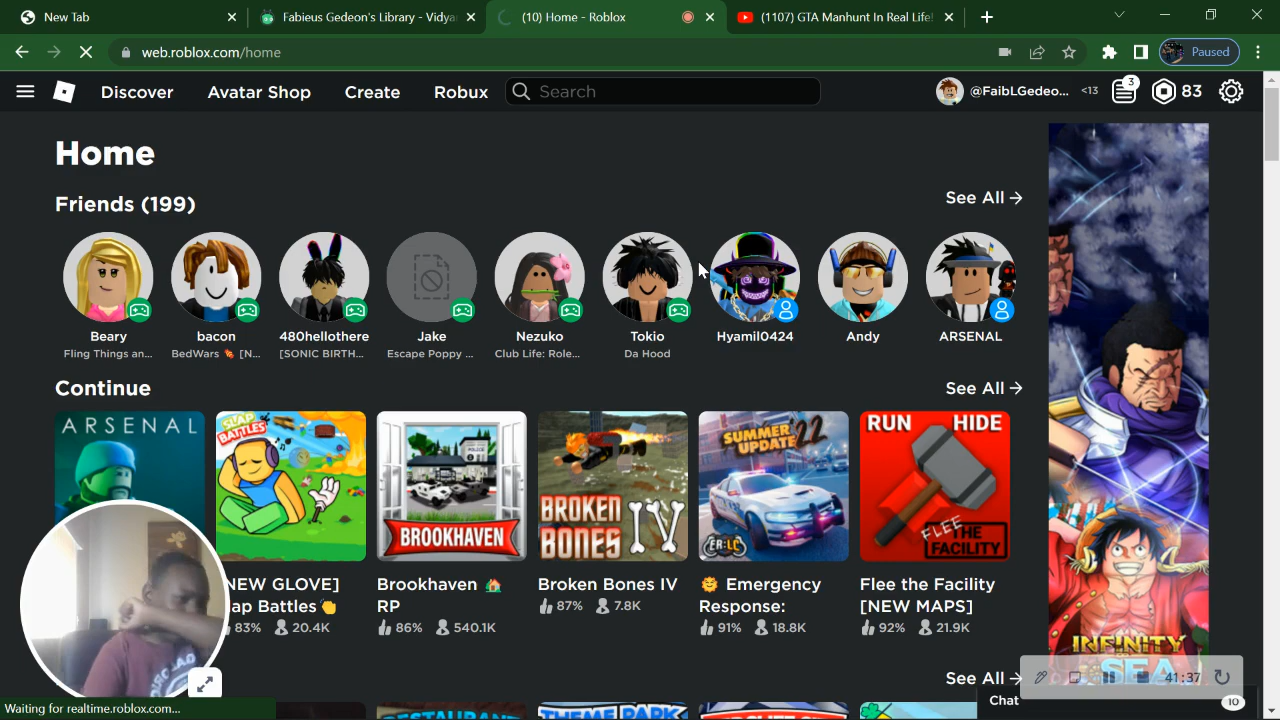 New Tab
Fabieus Gedeon's Library - Vidya
(10) Home - Roblox
(1107) GTA Manhunt In Real Life!
web.roblox.com/home
Paused
Discover
Avatar Shop
Create
Robux
Search
@FaibLGedeo...
<13
3
83
Home
Friends (199)
See All
Beary
bacon
480hellothere
Jake
Nezuko
Tokio
Hyamil0424
Andy
ARSENAL
Fling Things an...
BedWars [N...
[SONIC BIRTH...
Escape Poppy ...
Club Life: Role...
Da Hood
Continue
See All
ARSENAL
SLAP BATTLES
POLICE
BROOKHAVEN
BROKEN BONES IV
SUMMER UPDATE 22
ER:LC
RUN HIDE
FLEE THE FACILITY
NEW GLOVE]
ap Battles 👏
83% 20.4K
Brookhaven 🏡
RP
86% 540.1K
Broken Bones IV
87% 7.8K
🌞 Emergency
Response:
91% 18.8K
Flee the Facility
[NEW MAPS]
92% 21.9K
INFINITY
SEA
See All
41:37
THEME PARK
Chat
10
Waiting for realtime.roblox.com...